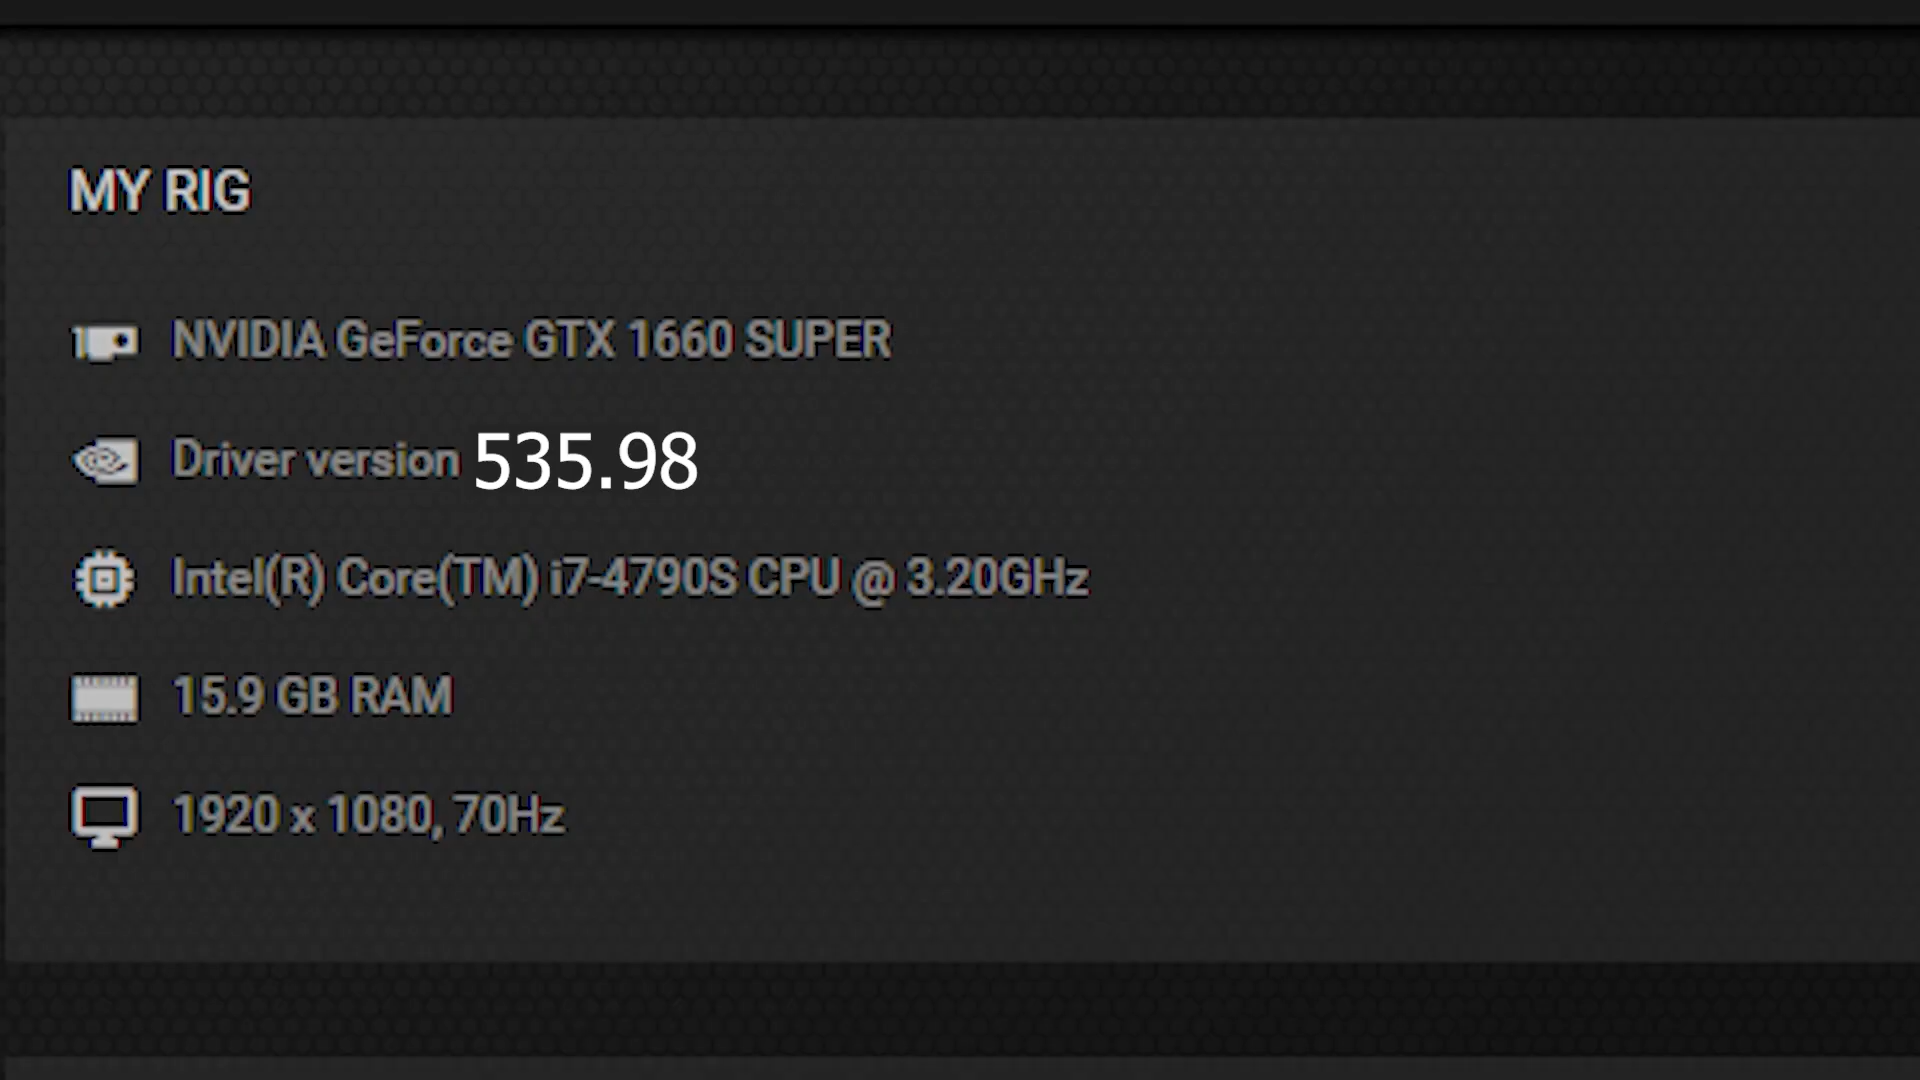 MY RIG
NVIDIA GeForce GTX 1660 SUPER
Driver version 535.98
Intel(R) Core(TM) i7-4790S CPU @ 3.20GHz
15.9 GB RAM
1920 x 1080, 70Hz